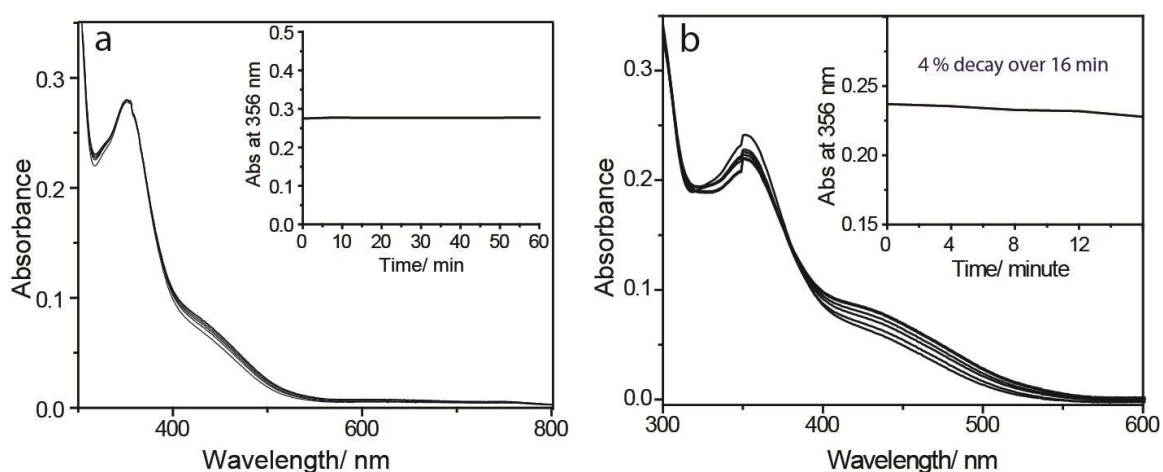 a
Absorbance
0.3
0.2
0.1
0.0
400
600
800
Wavelength/ nm
Abs at 356 nm
0.5
0.4
0.3
0.2
0.1
0.0
0 10 20 30 40 50 60
Time/ min
b
Absorbance
0.3
0.2
0.1
0.0
300 400 500 600
Wavelength/ nm
4 % decay over 16 min
Abs at 356 nm
0.25
0.20
0.15
0 4 8 12
Time/ minute